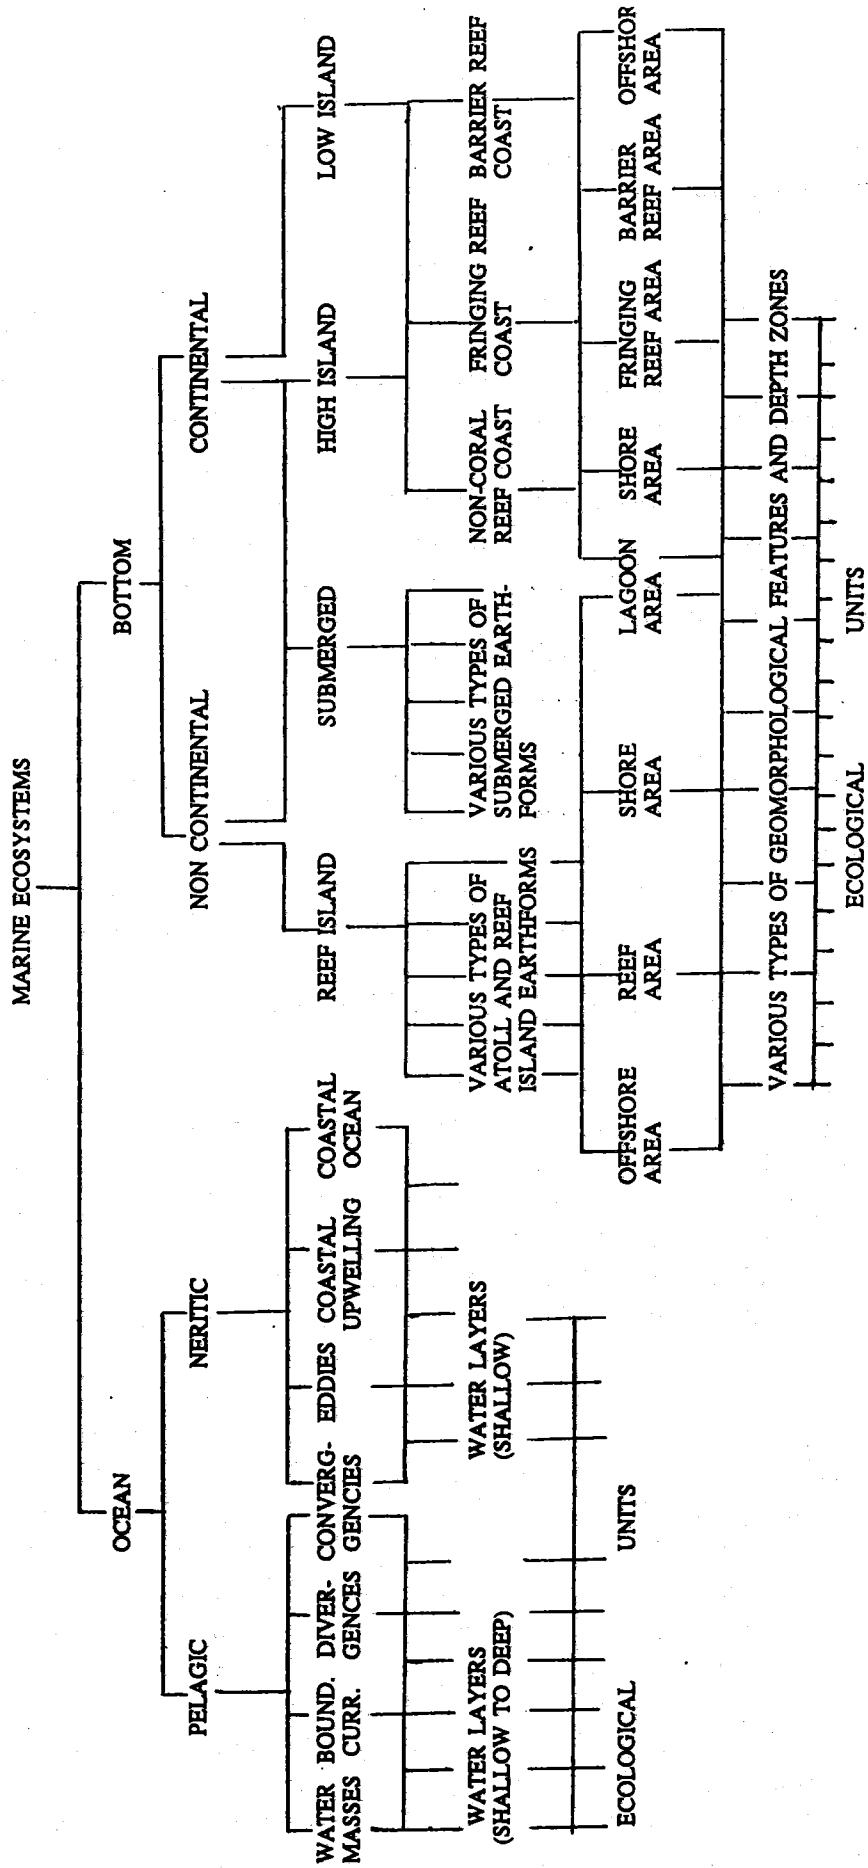 MARINE ECOSYSTEMS
OCEAN
BOTTOM
PELAGIC
NERITIC
NON CONTINENTAL
CONTINENTAL
WATER
MASSES
BOUND.
CURR.
DIVER-
GENCES
CONVERG-
GENCIES
EDDIES
COASTAL
UPWELLING
COASTAL
OCEAN
REEF ISLAND
SUBMERGED
HIGH ISLAND
LOW ISLAND
WATER LAYERS
(SHALLOW TO DEEP)
WATER LAYERS
(SHALLOW)
VARIOUS TYPES OF
ATOLL AND REEF
ISLAND EARTHFORMS
VARIOUS TYPES OF
SUBMERGED EARTH-
FORMS
NON-CORAL
REEF COAST
FRINGING REEF
COAST
BARRIER REEF
COAST
ECOLOGICAL
UNITS
OFFSHORE
AREA
REEF
AREA
SHORE
AREA
LAGOON
AREA
SHORE
AREA
FRINGING
REEF AREA
BARRIER
REEF AREA
OFFSHOR
AREA
VARIOUS TYPES OF GEOMORPHOLOGICAL FEATURES AND DEPTH ZONES
ECOLOGICAL
UNITS